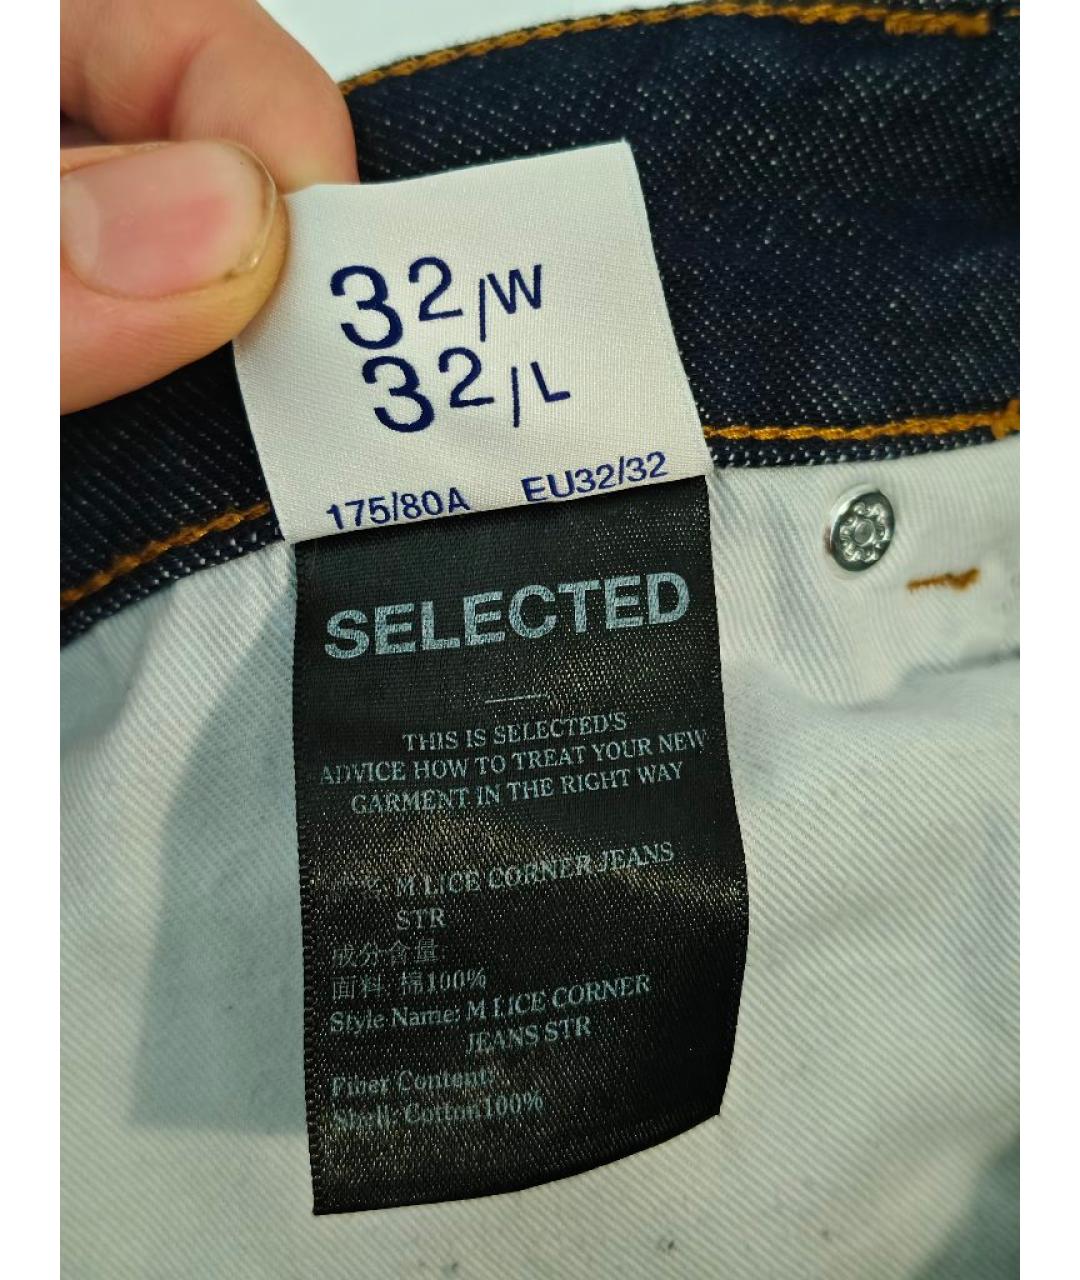 32/W
32/L
175/80A EU32/32
SELECTED
THIS IS SELECTED'S
ADVICE HOW TO TREAT YOUR NEW
GARMENT IN THE RIGHT WAY
M LICE CORNER JEANS
STR
成分含量
面料: 棉100%
Style Name: M LICE CORNER
JEANS STR
Fiber Content:
Shell: Cotton100%